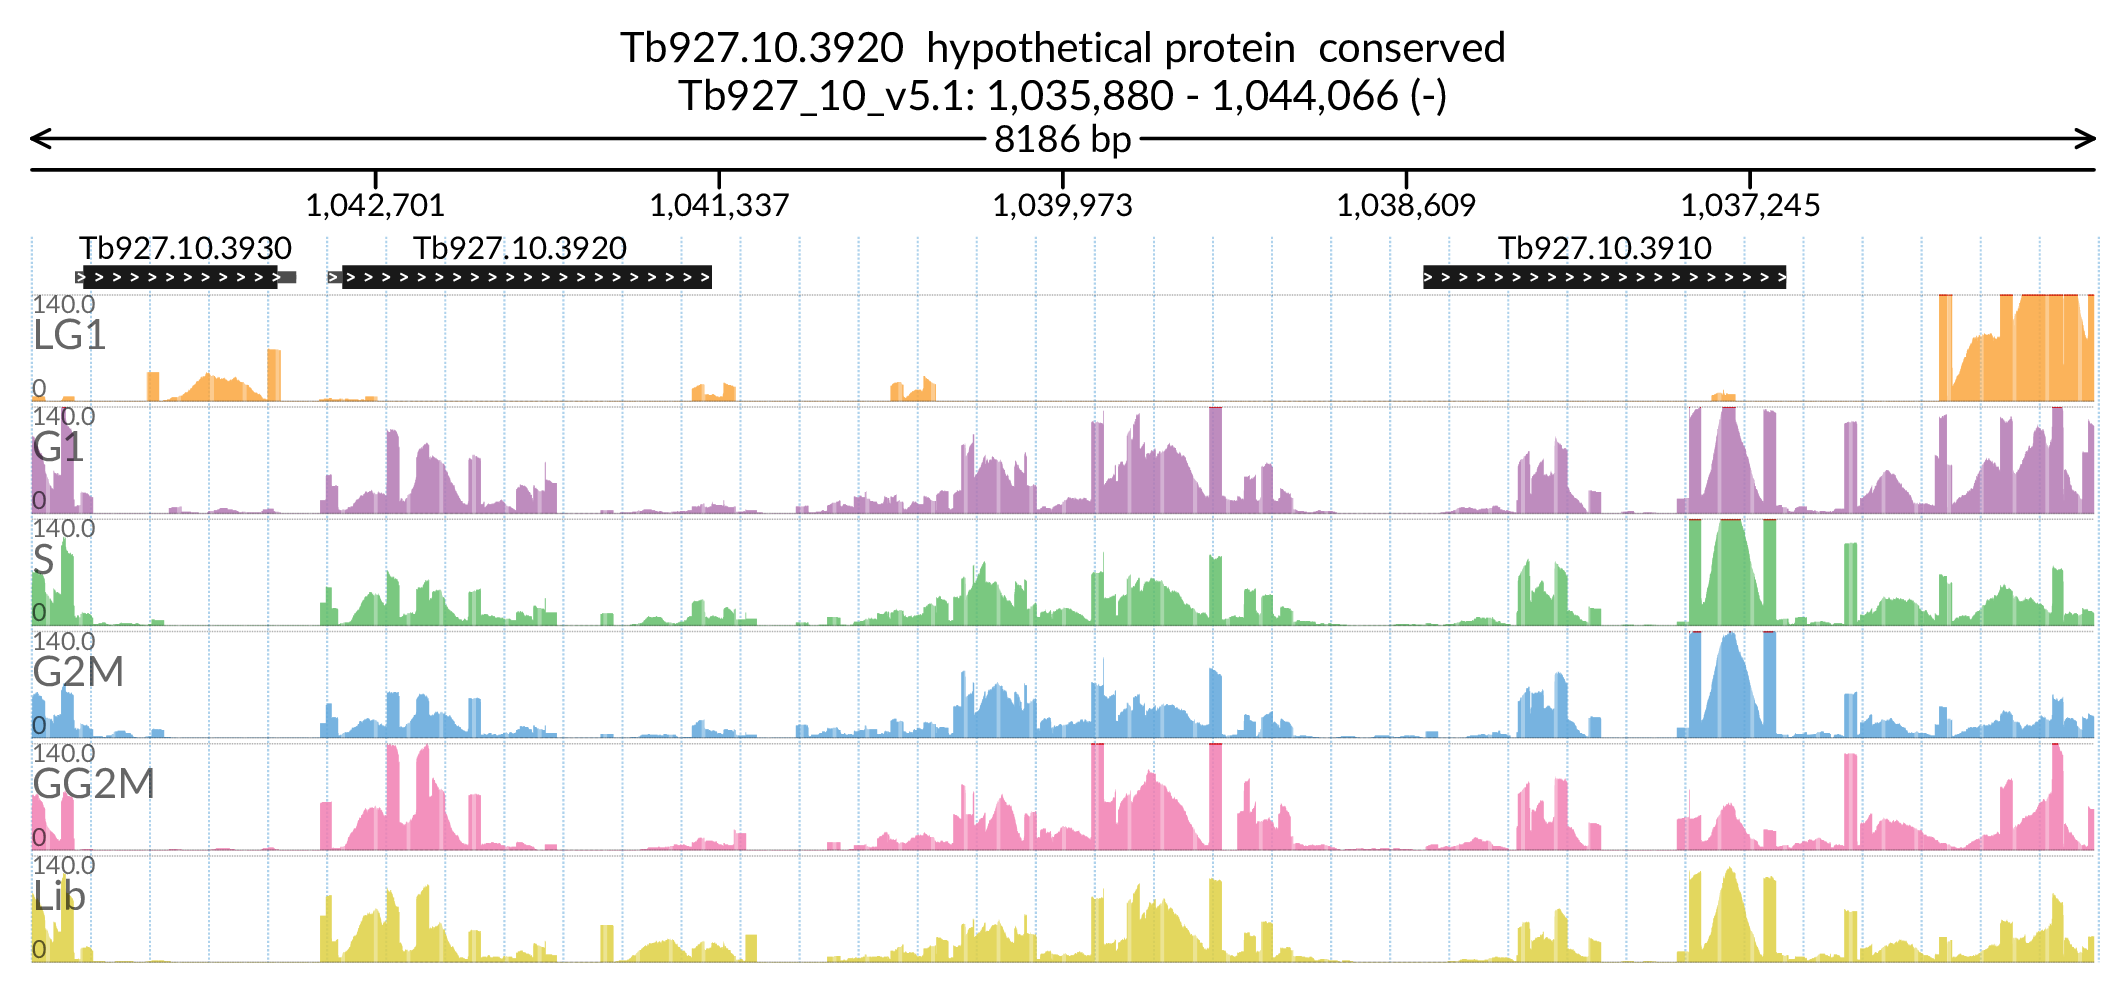 Tb927.10.3920 hypothetical protein conserved
Tb927_10_v5.1: 1,035,880 - 1,044,066 (-)
8186 bp
1,042,701 1,041,337 1,039,973 1,038,609 1,037,245
Tb927.10.3930 Tb927.10.3920 Tb927.10.3910
140.0
LG1
0
140.0
G1
0
140.0
S
0
140.0
G2M
0
140.0
GG2M
0
140.0
Lib
0